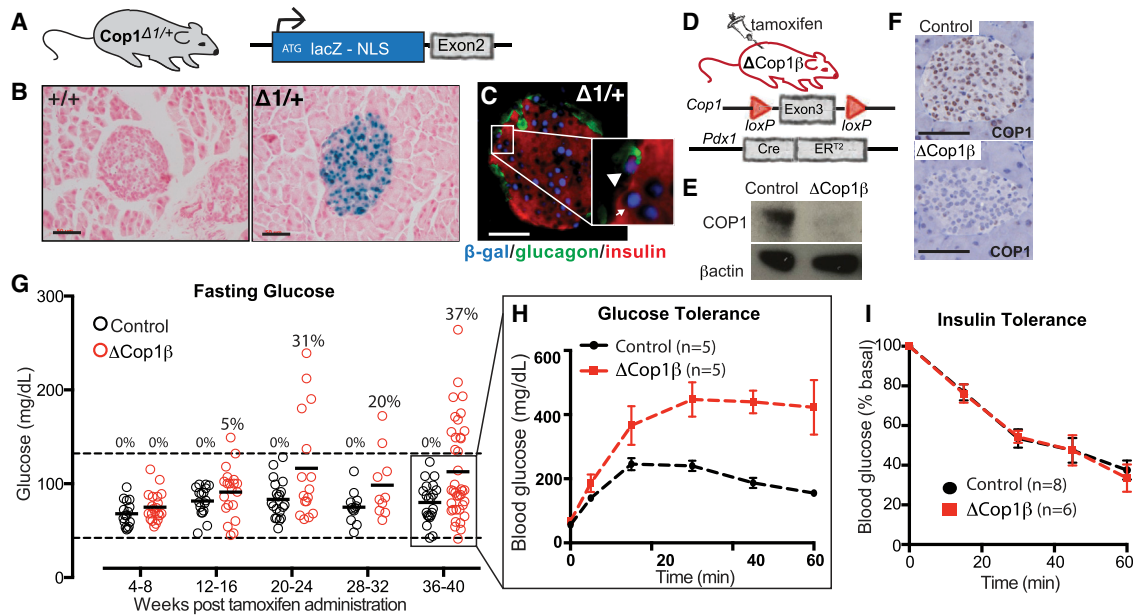 A
Cop1Δ1/+
ATG lacZ - NLS
Exon2
B
+/+
Δ1/+
C
Δ1/+
β-gal/glucagon/insulin
D
tamoxifen
ΔCop1β
Cop1
Exon3
loxP
loxP
Pdx1
Cre
ERT2
E
Control ΔCop1β
COP1
βactin
F
Control
COP1
ΔCop1β
COP1
G
Fasting Glucose
Control
ΔCop1β
Glucose (mg/dL)
300
200
100
0
0% 0% 0% 5% 0% 31% 0% 20% 0% 37%
4-8 12-16 20-24 28-32 36-40
Weeks post tamoxifen administration
H
Glucose Tolerance
Control (n=5)
ΔCop1β (n=5)
Blood glucose (mg/dL)
600
400
200
0
0 20 40 60
Time (min)
I
Insulin Tolerance
Blood glucose (% basal)
100
80
60
40
20
0
Control (n=8)
ΔCop1β (n=6)
0 20 40 60
Time (min)